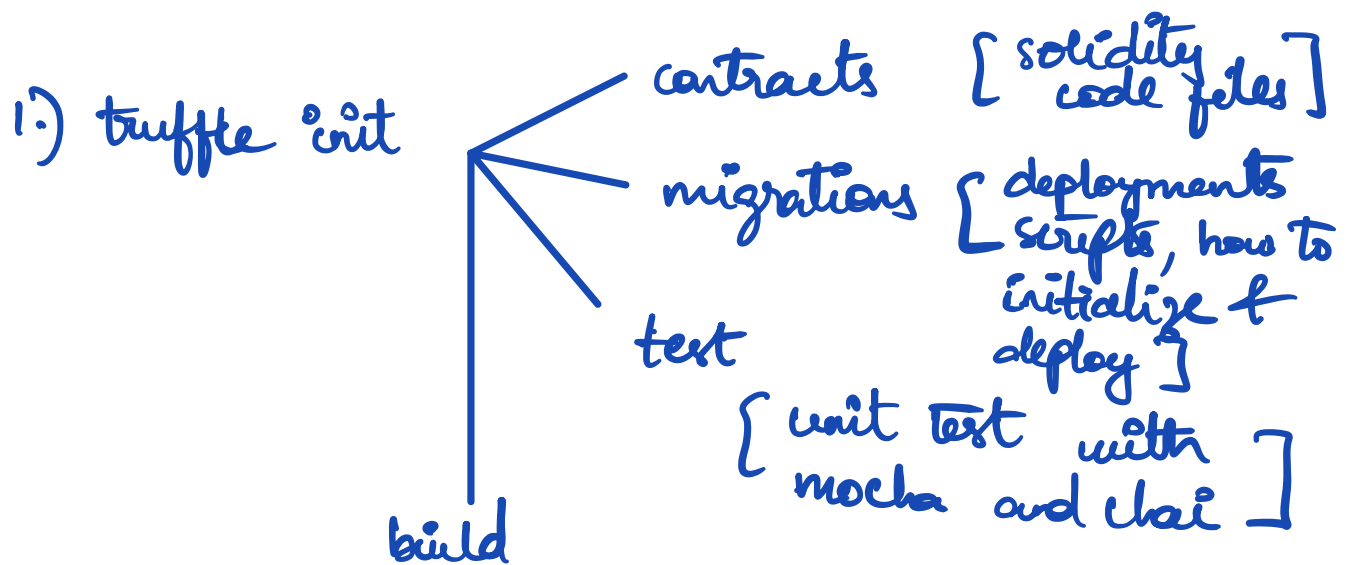 1.) truffle init
contracts [ solidity
code files ]
migrations [ deployments
scripts, how to
initialize &
deploy ]
test
[ unit test with
mocha and chai ]
build